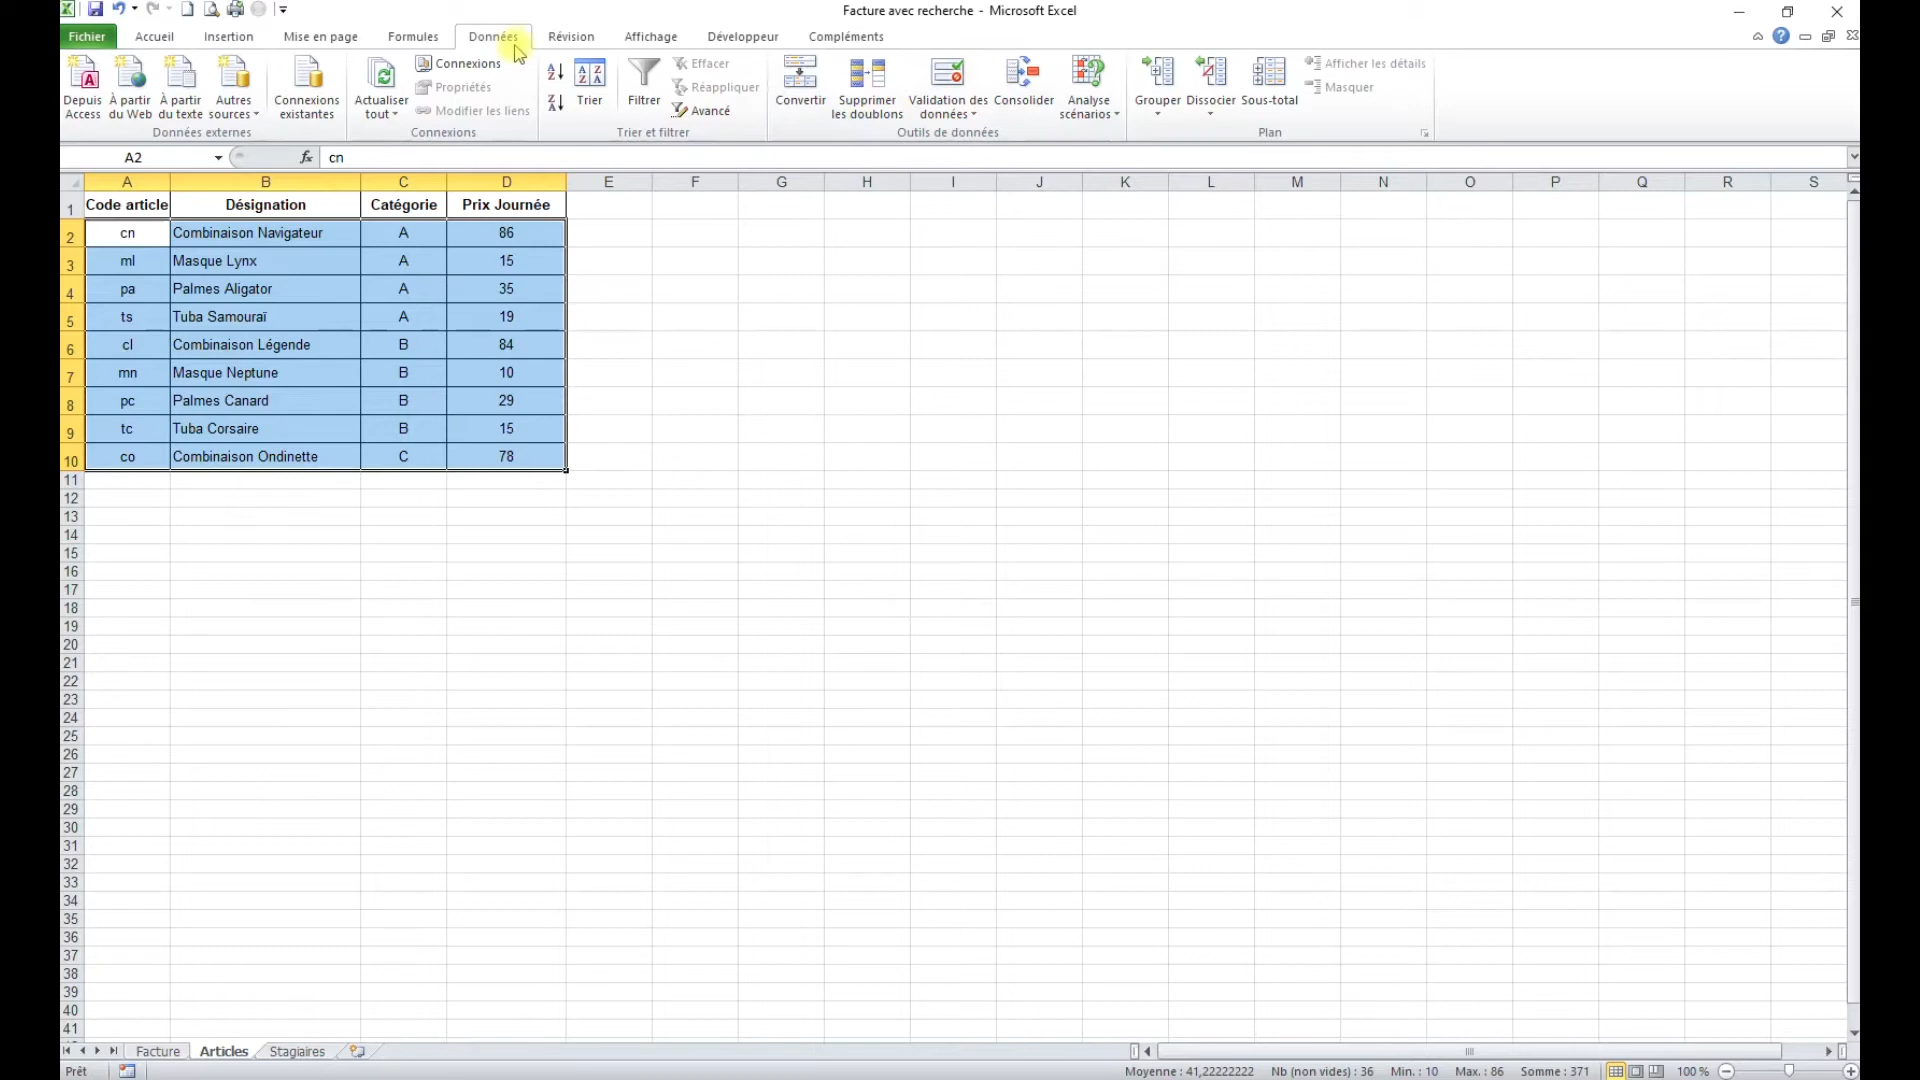 Facture avec recherche - Microsoft Excel
Fichier Accueil Insertion Mise en page Formules Données Révision Affichage Développeur Compléments
Depuis Access
À partir du Web
À partir du texte
Autres sources
Données externes
Connexions existantes
Actualiser tout
Connexions
Propriétés
Modifier les liens
Connexions
Trier
Filtrer
Effacer
Réappliquer
Avancé
Trier et filtrer
Convertir
Supprimer les doublons
Validation des données
Consolider
Analyse scénarios
Outils de données
Grouper
Dissocier
Sous-total
Afficher les détails
Masquer
Plan
A2 fx cn
A B C D E F G H I J K L M N O P Q R S
1 Code article Désignation Catégorie Prix Journée
2 cn Combinaison Navigateur A 86
3 ml Masque Lynx A 15
4 pa Palmes Aligator A 35
5 ts Tuba Samouraï A 19
6 cl Combinaison Légende B 84
7 mn Masque Neptune B 10
8 pc Palmes Canard B 29
9 tc Tuba Corsaire B 15
10 co Combinaison Ondinette C 78
11
12
13
14
15
16
17
18
19
20
21
22
23
24
25
26
27
28
29
30
31
32
33
34
35
36
37
38
39
40
41
Facture Articles Stagiaires
Prêt Moyenne : 41,22222222 Nb (non vides) : 36 Min. : 10 Max. : 86 Somme : 371 100 %